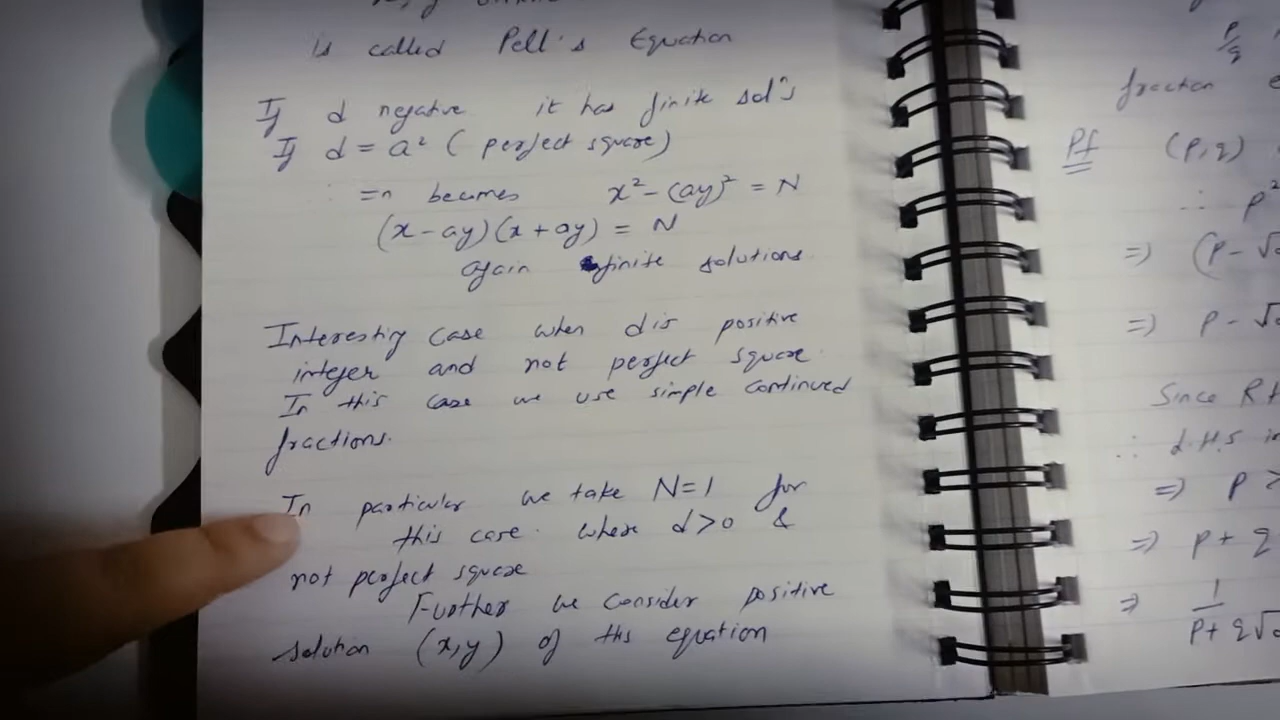 is called Pell's Equation
If d negative it has finite sol's
If d = a² ( perfect square)
∴ =n becomes x² - (ay)² = N
(x - ay) (x + ay) = N
again finite solutions
Interesting case when d is positive
integer and not perfect square.
In this case we use simple continued
fractions.
In particular we take N = 1 for
this case. where d > 0 &
not perfect square
Further we consider positive
solution (x, y) of this equation
p/q
fraction
Pf (p, q)
∴ p²
=> (p - √
=> p - √
Since R
∴ L.H.S
=> p >
=> p + q
=> 1/p + q√